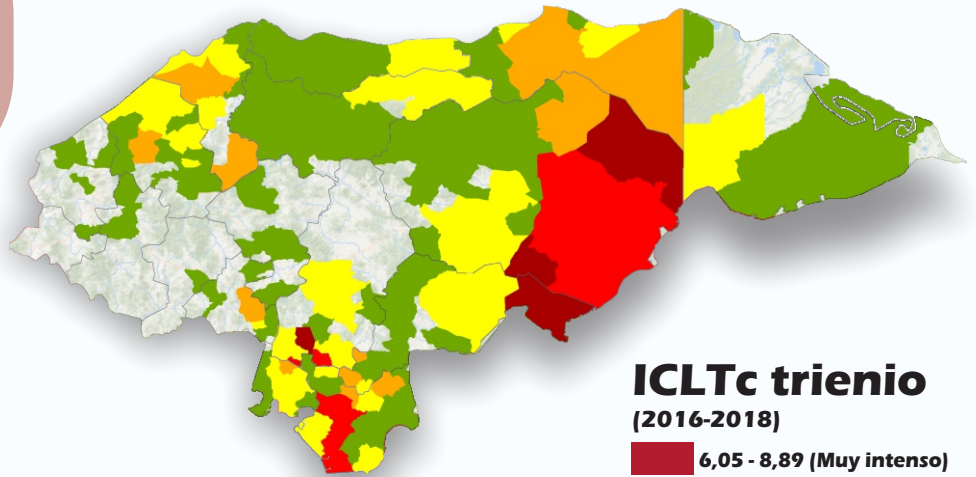 ICLTc trienio
(2016-2018)
6,05 - 8,89 (Muy intenso)